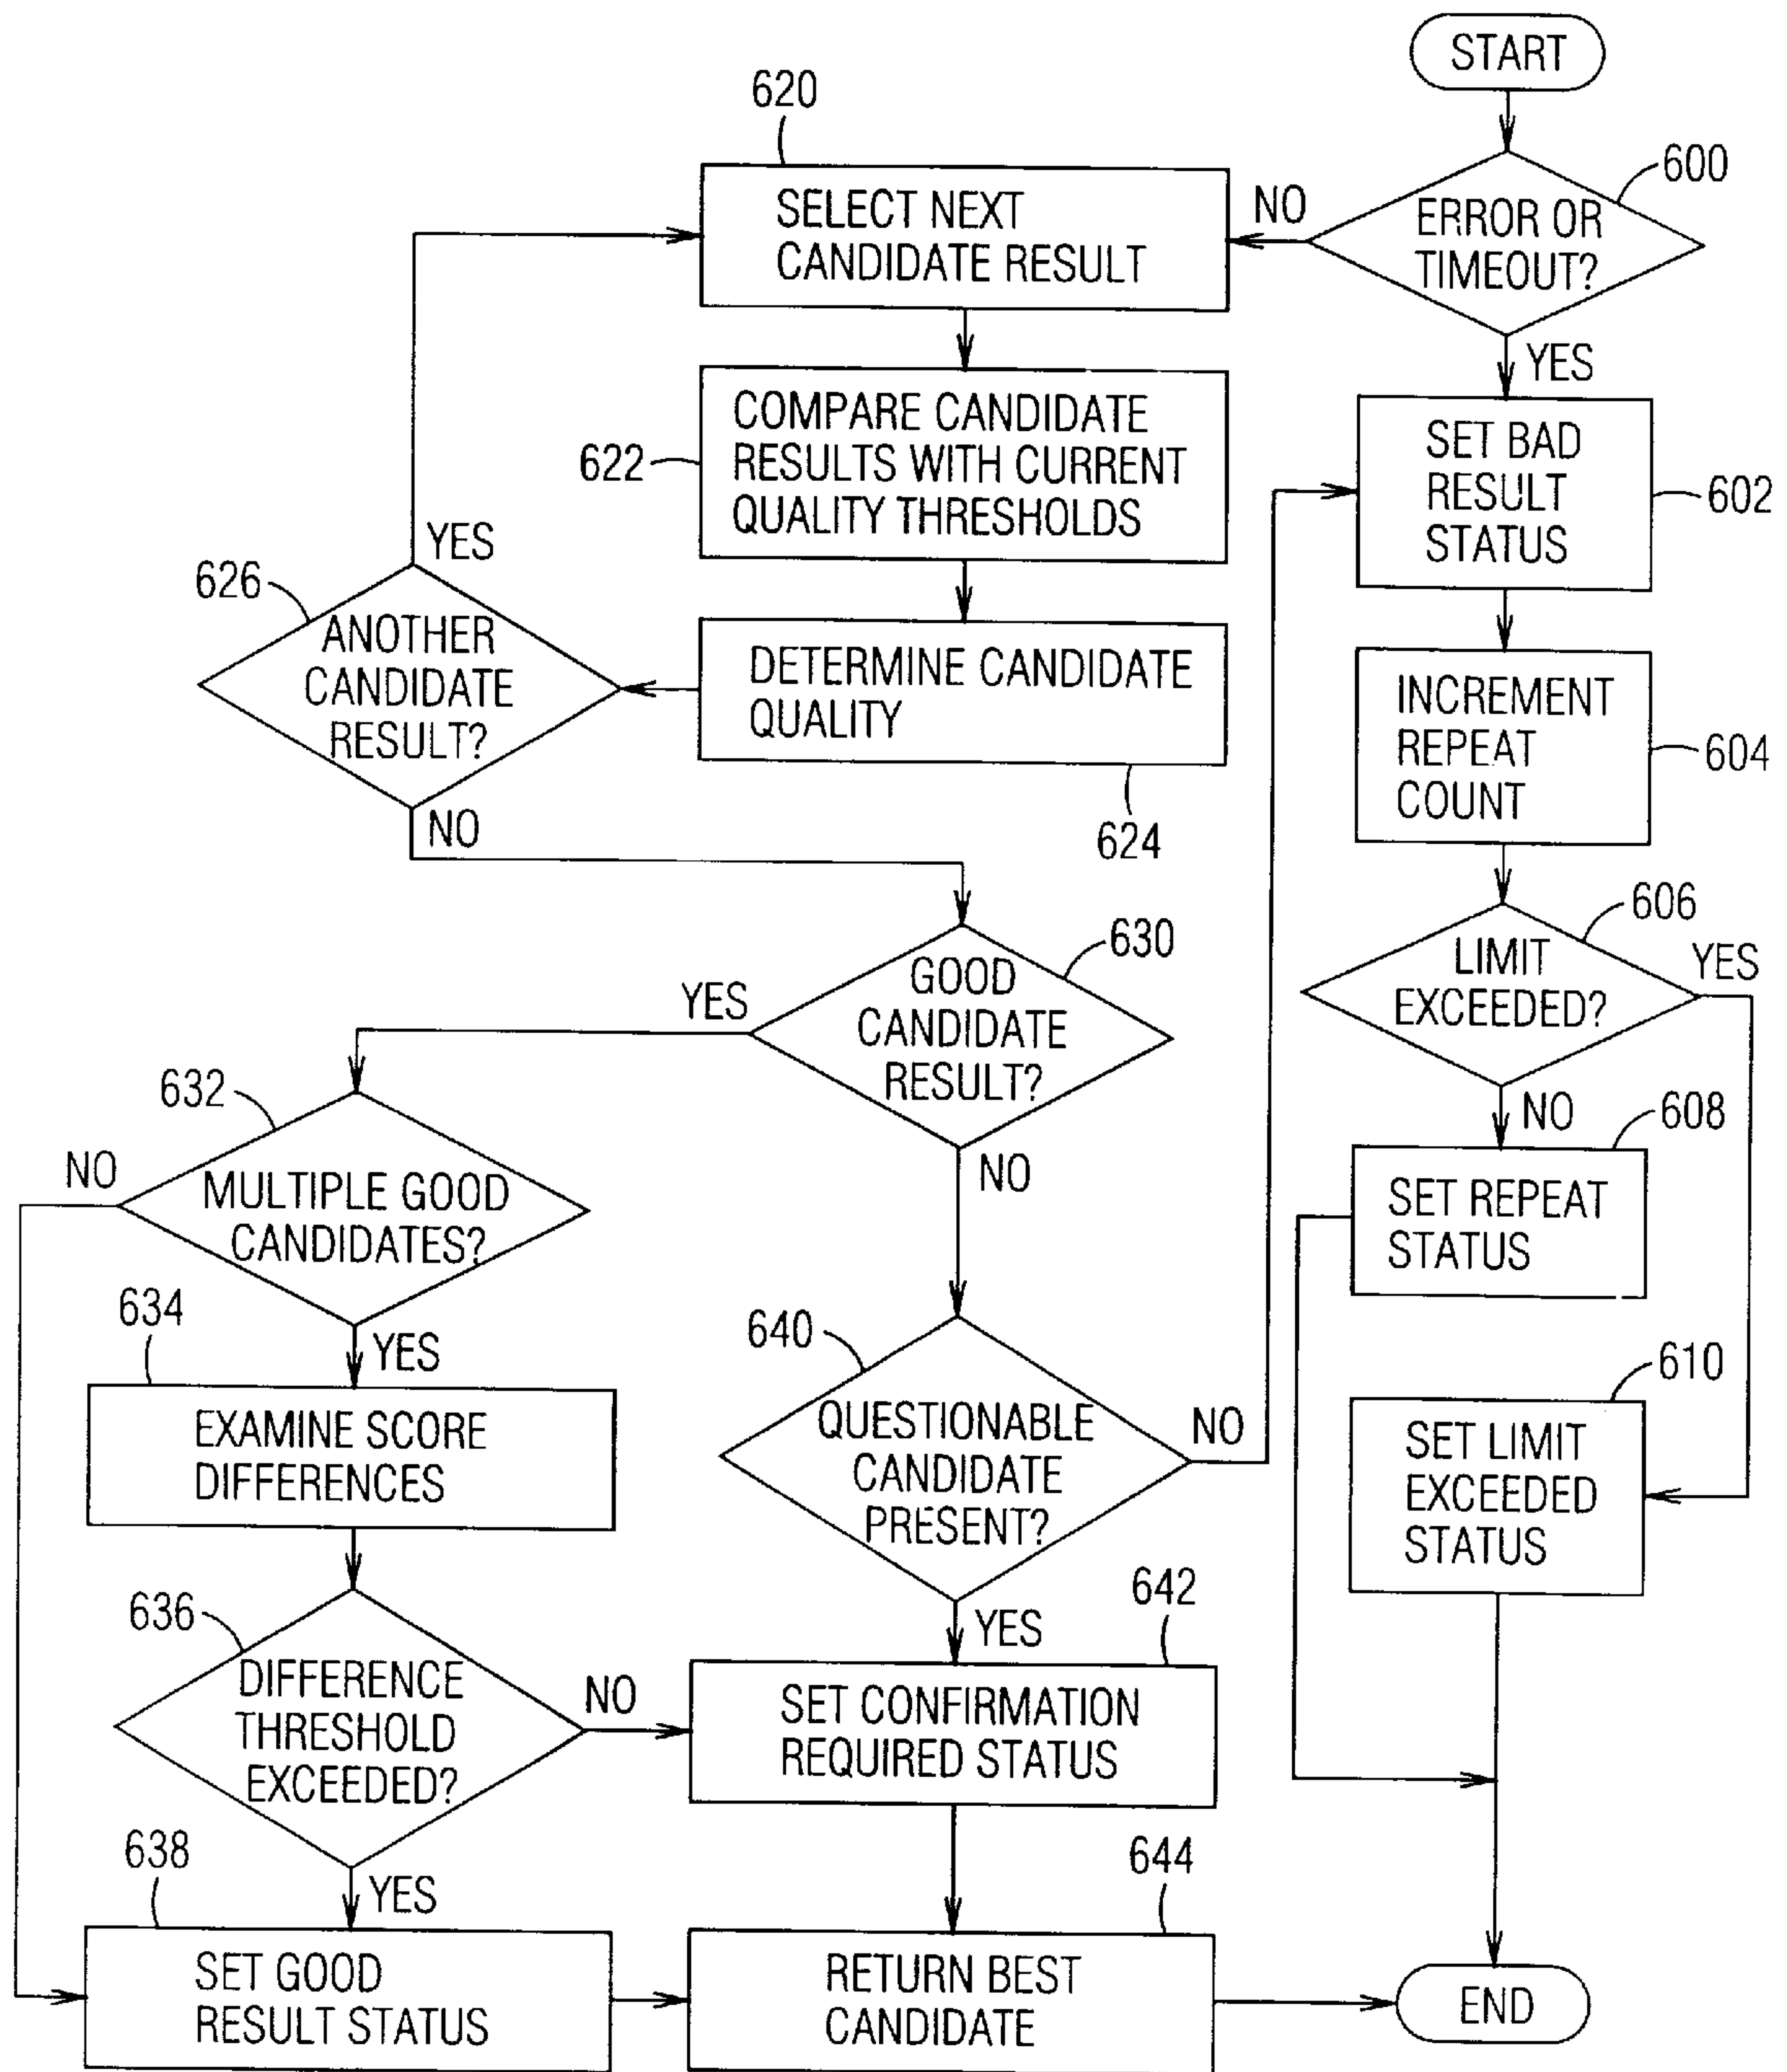 START
620
600
NO
SELECT NEXT
CANDIDATE RESULT
ERROR OR
TIMEOUT?
YES
COMPARE CANDIDATE
RESULTS WITH CURRENT
QUALITY THRESHOLDS
622
SET BAD
RESULT
STATUS
602
YES
626
ANOTHER
CANDIDATE
RESULT?
DETERMINE CANDIDATE
QUALITY
624
NO
INCREMENT
REPEAT
COUNT
604
606
LIMIT
EXCEEDED?
YES
630
GOOD
CANDIDATE
RESULT?
YES
NO
632
NO
MULTIPLE GOOD
CANDIDATES?
NO
608
SET REPEAT
STATUS
634
YES
EXAMINE SCORE
DIFFERENCES
640
QUESTIONABLE
CANDIDATE
PRESENT?
NO
610
SET LIMIT
EXCEEDED
STATUS
636
DIFFERENCE
THRESHOLD
EXCEEDED?
NO
YES
642
SET CONFIRMATION
REQUIRED STATUS
638
YES
644
SET GOOD
RESULT STATUS
RETURN BEST
CANDIDATE
END